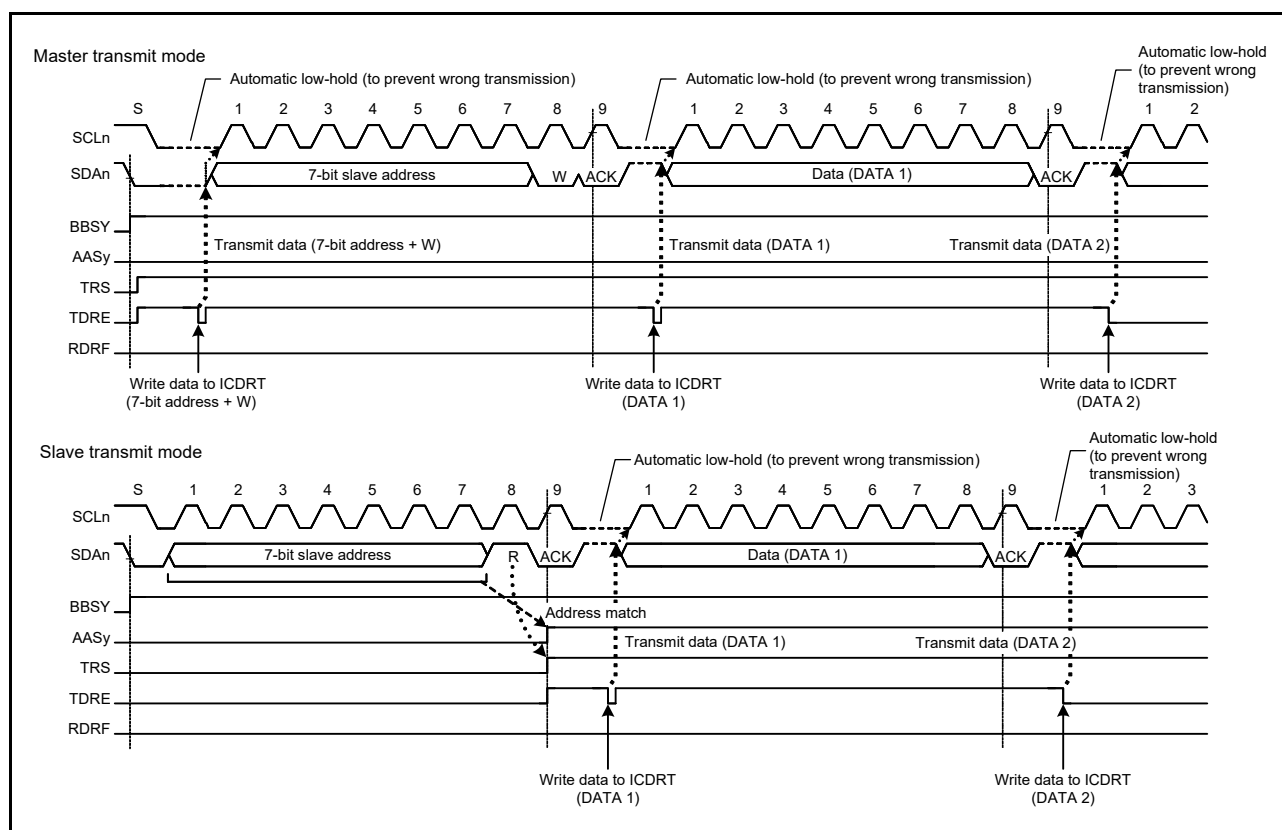 Master transmit mode
Automatic low-hold (to prevent wrong transmission)
Automatic low-hold (to prevent wrong transmission)
Automatic low-hold
(to prevent wrong
transmission)
S 1 2 3 4 5 6 7 8 9 1 2 3 4 5 6 7 8 9 1 2
SCLn
SDAn 7-bit slave address W ACK Data (DATA 1) ACK
BBSY
Transmit data (7-bit address + W) Transmit data (DATA 1) Transmit data (DATA 2)
AASy
TRS
TDRE
RDRF
Write data to ICDRT
(7-bit address + W)
Write data to ICDRT
(DATA 1)
Write data to ICDRT
(DATA 2)
Slave transmit mode
Automatic low-hold (to prevent wrong transmission)
Automatic low-hold
(to prevent wrong
transmission)
S 1 2 3 4 5 6 7 8 9 1 2 3 4 5 6 7 8 9 1 2 3
SCLn
SDAn 7-bit slave address R ACK Data (DATA 1) ACK
BBSY
Address match
AASy
Transmit data (DATA 1) Transmit data (DATA 2)
TRS
TDRE
RDRF
Write data to ICDRT
(DATA 1)
Write data to ICDRT
(DATA 2)